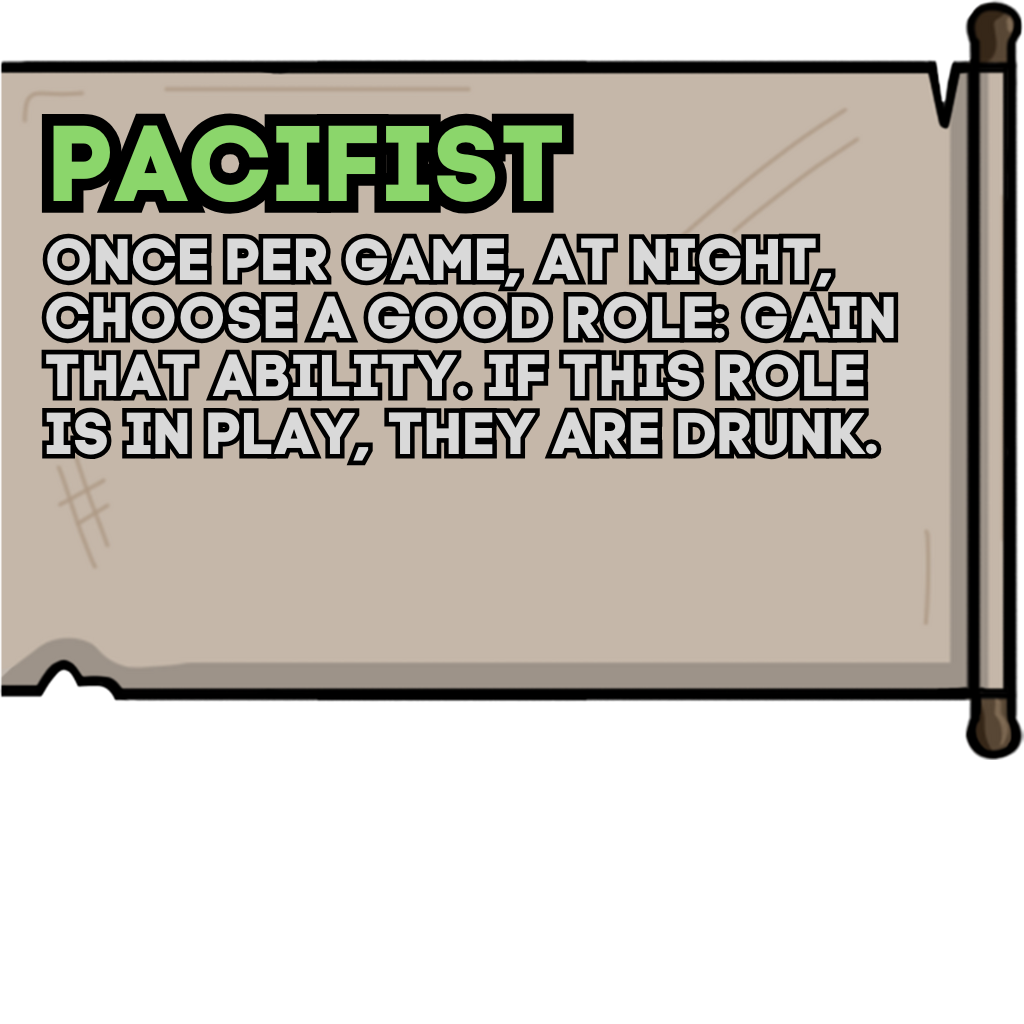 PACIFIST
ONCE PER GAME, AT NIGHT,
CHOOSE A GOOD ROLE: GAIN
THAT ABILITY. IF THIS ROLE
IS IN PLAY, THEY ARE DRUNK.